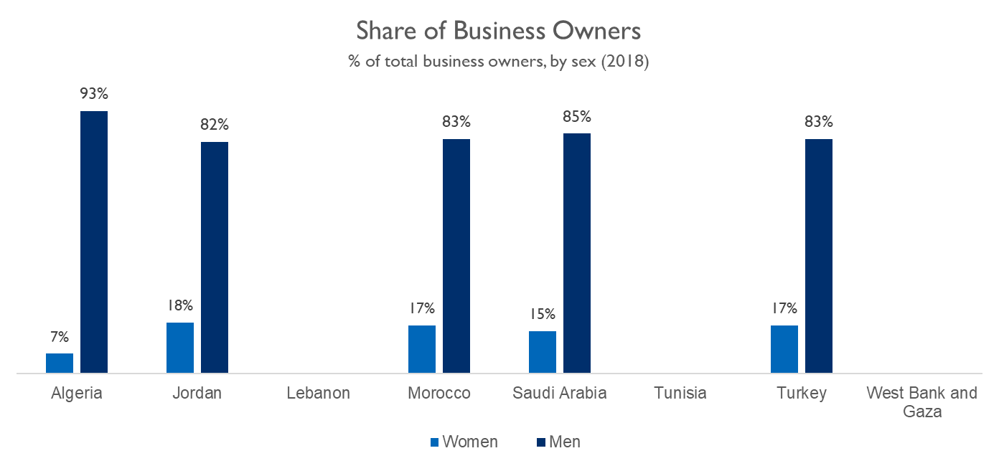 Share of Business Owners
% of total business owners, by sex (2018)
93%
82%
83%
85%
83%
7%
18%
17%
15%
17%
Algeria
Jordan
Lebanon
Morocco
Saudi Arabia
Tunisia
Turkey
West Bank and
Gaza
Women
Men